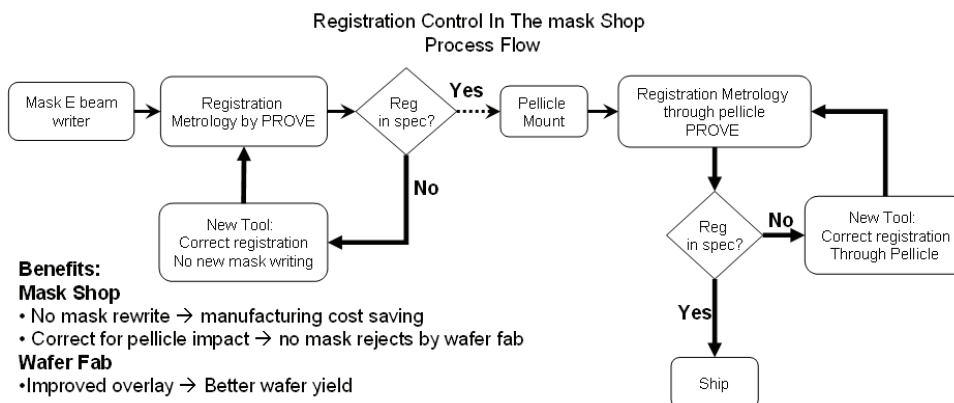 Registration Control In The mask Shop
Process Flow
Mask E beam
writer
Registration
Metrology by PROVE
Reg
in spec?
Yes
Pellicle
Mount
Registration Metrology
through pellicle
PROVE
No
New Tool:
Correct registration
No new mask writing
Reg
in spec?
No
New Tool:
Correct registration
Through Pellicle
Yes
Ship
Benefits:
Mask Shop
• No mask rewrite → manufacturing cost saving
• Correct for pellicle impact → no mask rejects by wafer fab
Wafer Fab
•Improved overlay → Better wafer yield